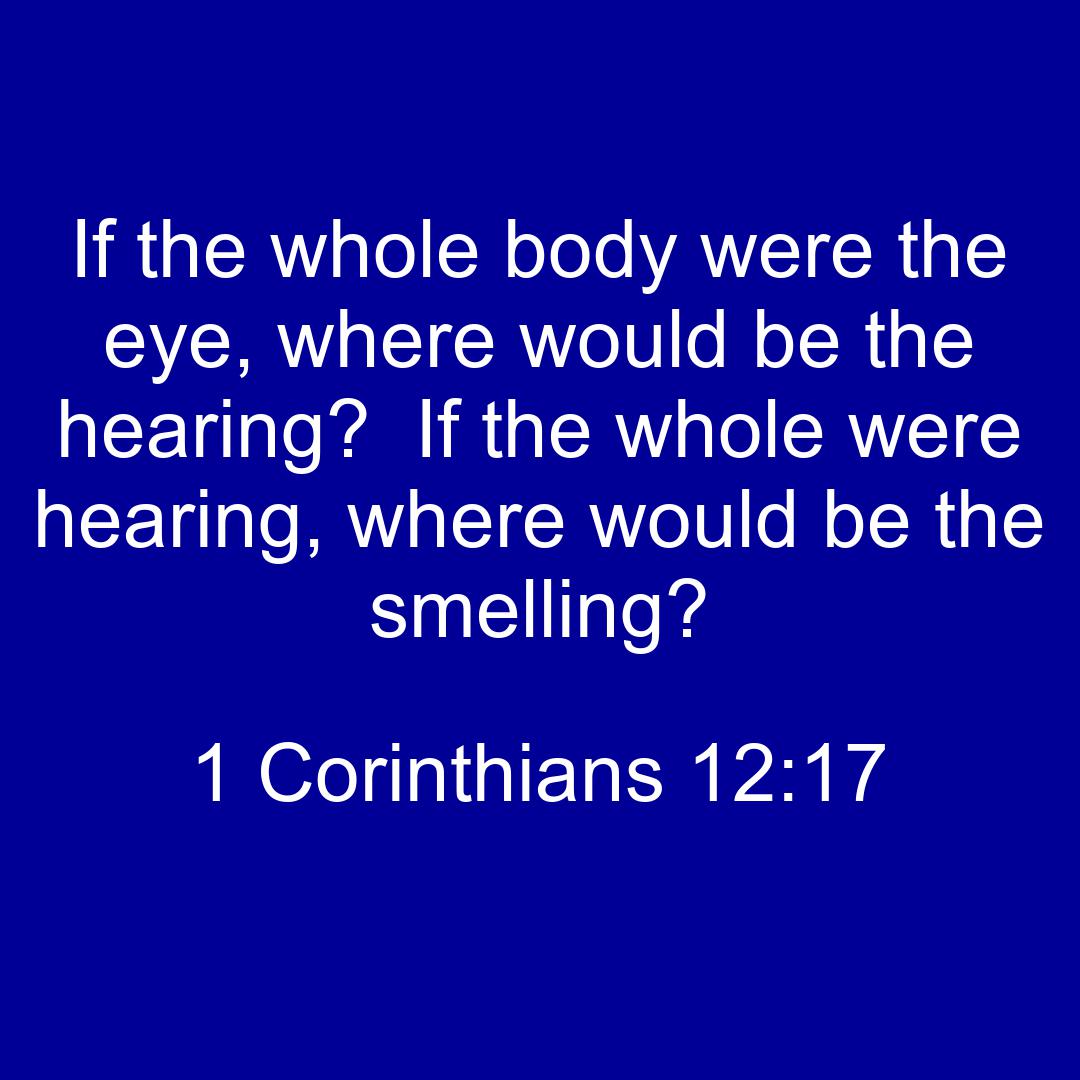 If the whole body were the
eye, where would be the
hearing?  If the whole were
hearing, where would be the
smelling?
1 Corinthians 12:17